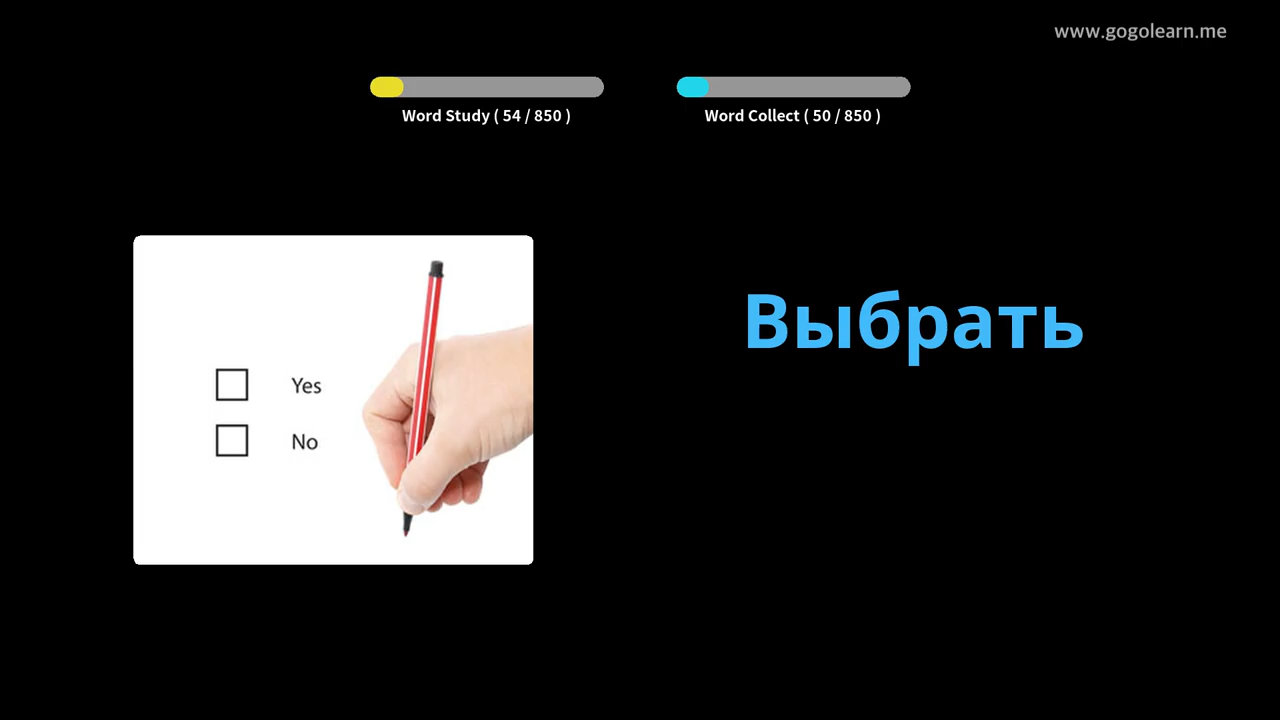 www.gogolearn.me
Word Study ( 54 / 850 )
Word Collect ( 50 / 850 )
Выбрать
Yes
No